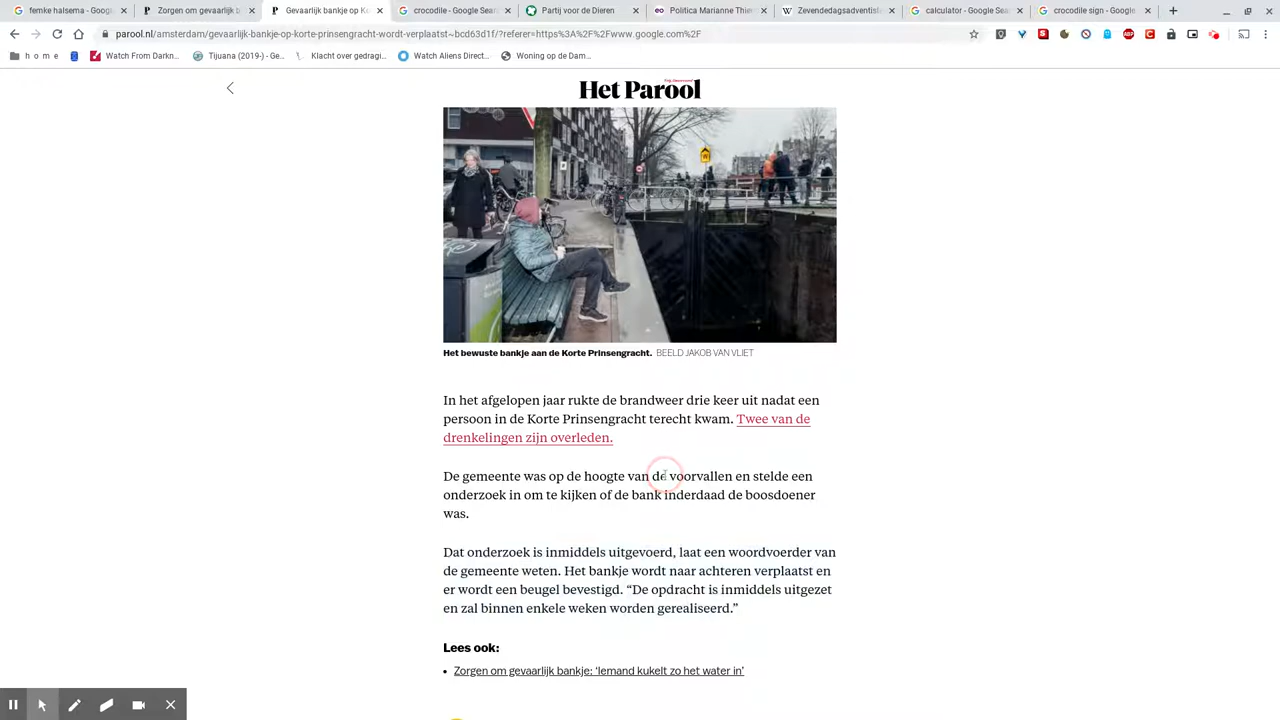 femke halsema - Goog
Zorgen om gevaarlijk b
Gevaarlijk bankje op Ko
crocodile - Google Sear
Partij voor de Dieren
Politica Marianne Thie
Zevendedagsadventist
calculator - Google Sea
crocodile sign - Google
parool.nl/amsterdam/gevaarlijk-bankje-op-korte-prinsengracht-wordt-verplaatst~bcd63d1f/?referer=https%3A%2F%2Fwww.google.com%2F
h o m e
Watch From Darkn...
Tijuana (2019-) - Ge...
Klacht over gedragi...
Watch Aliens Direct...
Woning op de Dam...
Het Parool
Het bewuste bankje aan de Korte Prinsengracht. BEELD JAKOB VAN VLIET
In het afgelopen jaar rukte de brandweer drie keer uit nadat een
persoon in de Korte Prinsengracht terecht kwam. Twee van de
drenkelingen zijn overleden.
De gemeente was op de hoogte van de voorvallen en stelde een
onderzoek in om te kijken of de bank inderdaad de boosdoener
was.
Dat onderzoek is inmiddels uitgevoerd, laat een woordvoerder van
de gemeente weten. Het bankje wordt naar achteren verplaatst en
er wordt een beugel bevestigd. “De opdracht is inmiddels uitgezet
en zal binnen enkele weken worden gerealiseerd.”
Lees ook:
• Zorgen om gevaarlijk bankje: ‘Iemand kukelt zo het water in’